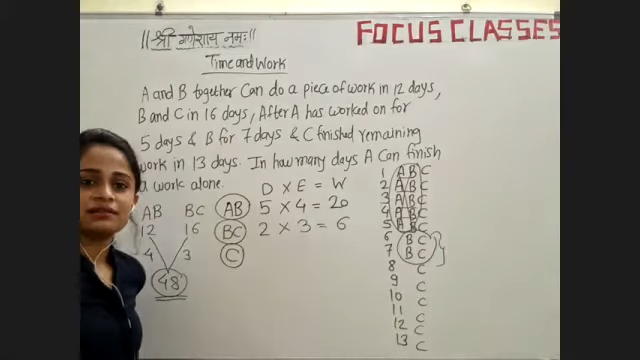 ||श्री गणेशाय नमः||
FOCUS CLASSES
Time and Work
A and B together Can do a piece of work in 12 days,
B and C in 16 days, After A has worked on for
5 days & B for 7 days & C finished remaining
work in 13 days. In how many days A Can finish
a work alone.
D × E = W
AB BC AB 5 × 4 = 20
12 16 BC 2 × 3 = 6
4 3 C
48
1 A B C
2 A B C
3 A B C
4 A B C
5 A B C
6 B C
7 B C
8 C
9 C
10 C
11 C
12 C
13 C